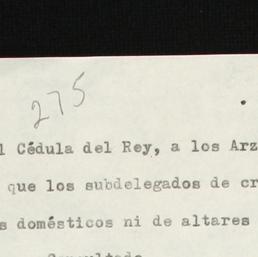 275
l Cédula del Rey, a los Arz
que los subdelegados de cr
s domésticos ni de altares